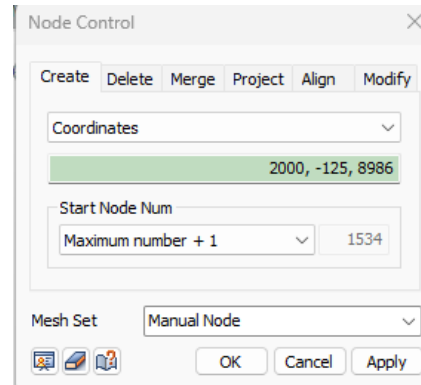 Node Control
Create Delete Merge Project Align Modify
Coordinates
2000, -125, 8986
Start Node Num
Maximum number + 1 1534
Mesh Set Manual Node
OK Cancel Apply